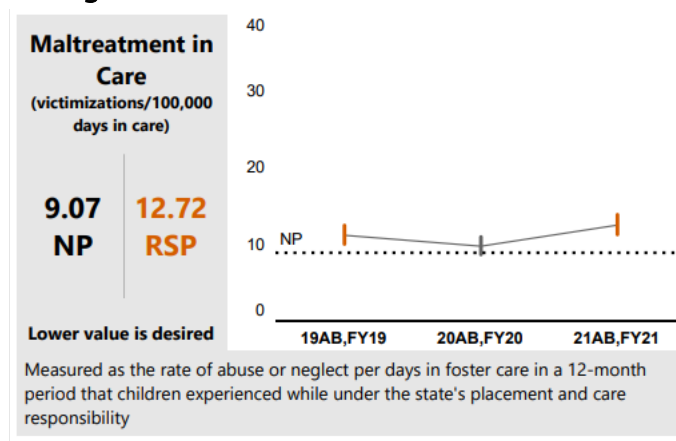 Maltreatment in
Care
(victimizations/100,000
days in care)
9.07 12.72
NP RSP
Lower value is desired
40
30
20
10 NP
0
19AB,FY19 20AB,FY20 21AB,FY21
Measured as the rate of abuse or neglect per days in foster care in a 12-month
period that children experienced while under the state's placement and care
responsibility